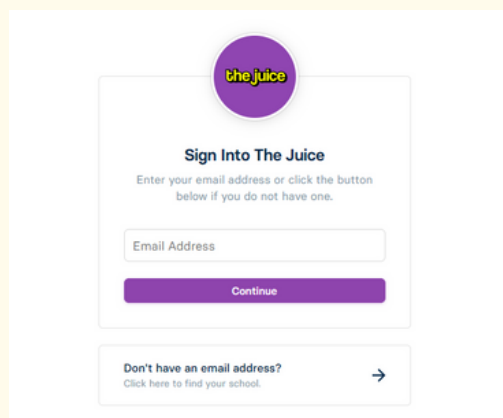 the juice
Sign Into The Juice
Enter your email address or click the button
below if you do not have one.
Email Address
Continue
Don't have an email address?
Click here to find your school.